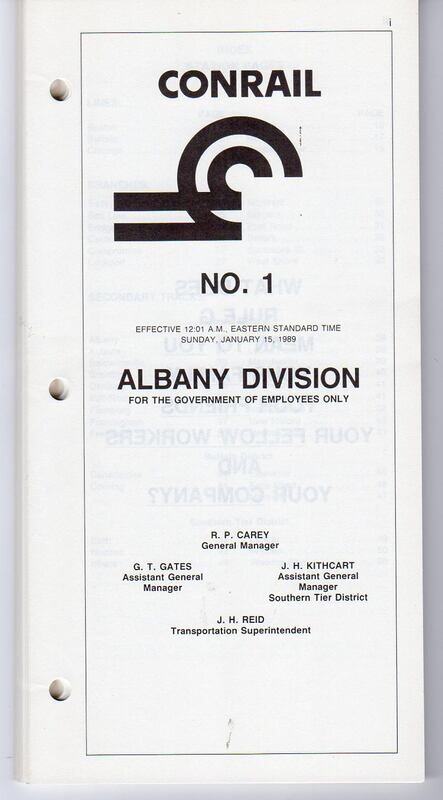 i
CONRAIL
NO. 1
EFFECTIVE 12:01 A.M., EASTERN STANDARD TIME
SUNDAY, JANUARY 15, 1989
ALBANY DIVISION
FOR THE GOVERNMENT OF EMPLOYEES ONLY
R. P. CAREY
General Manager
G. T. GATES
Assistant General
Manager
J. H. KITHCART
Assistant General
Manager
Southern Tier District
J. H. REID
Transportation Superintendent